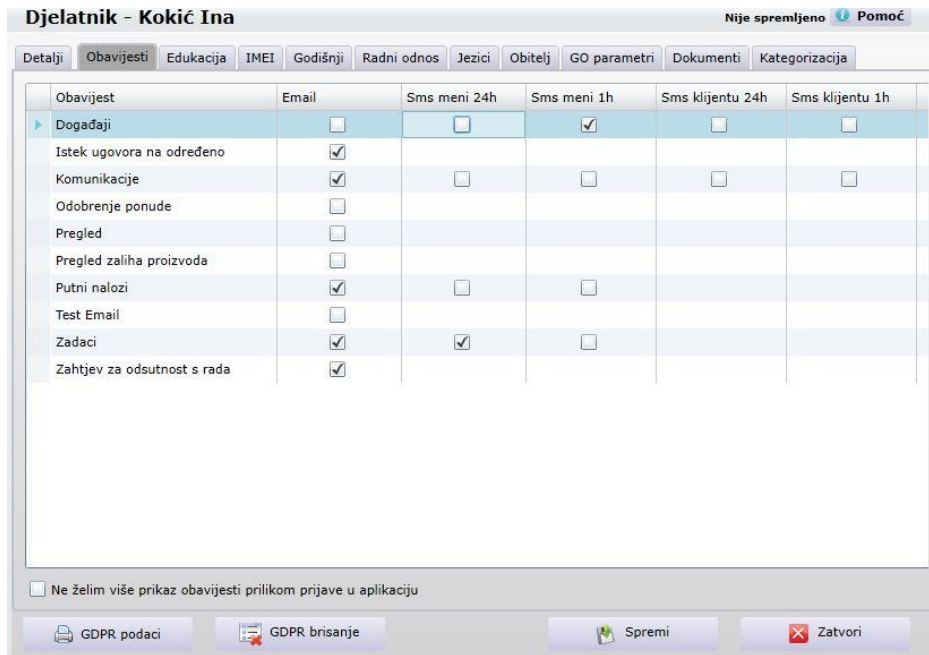 Djelatnik - Kokić Ina
Nije spremljeno Pomoć
Detalji Obavijesti Edukacija IMEI Godišnji Radni odnos Jezici Obitelj GO parametri Dokumenti Kategorizacija
Obavijest Email Sms meni 24h Sms meni 1h Sms klijentu 24h Sms klijentu 1h
Događaji
Istek ugovora na određeno
Komunikacije
Odobrenje ponude
Pregled
Pregled zaliha proizvoda
Putni nalozi
Test Email
Zadaci
Zahtjev za odsutnost s rada
Ne želim više prikaz obavijesti prilikom prijave u aplikaciju
GDPR podaci GDPR brisanje Spremi Zatvori